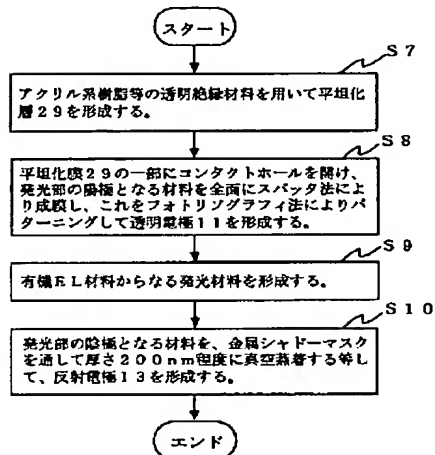 スタート
S7
アクリル系樹脂等の透明絶縁材料を用いて平坦化
層29を形成する。
S8
平坦化膜29の一部にコンタクトホールを開け、
発光部の陽極となる材料を全面にスパッタ法によ
り成膜し、これをフォトリソグラフィ法によりパ
ターニングして透明電極11を形成する。
S9
有機EL材料からなる発光材料を形成する。
S10
発光部の陰極となる材料を、金属シャドーマスク
を通して厚さ200nm程度に真空蒸着する等し
て、反射電極13を形成する。
エンド